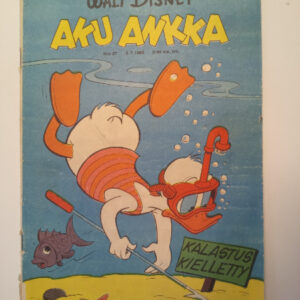 WALT DISNEY
AKU ANKKA
KALASTUS
KIELLETTY